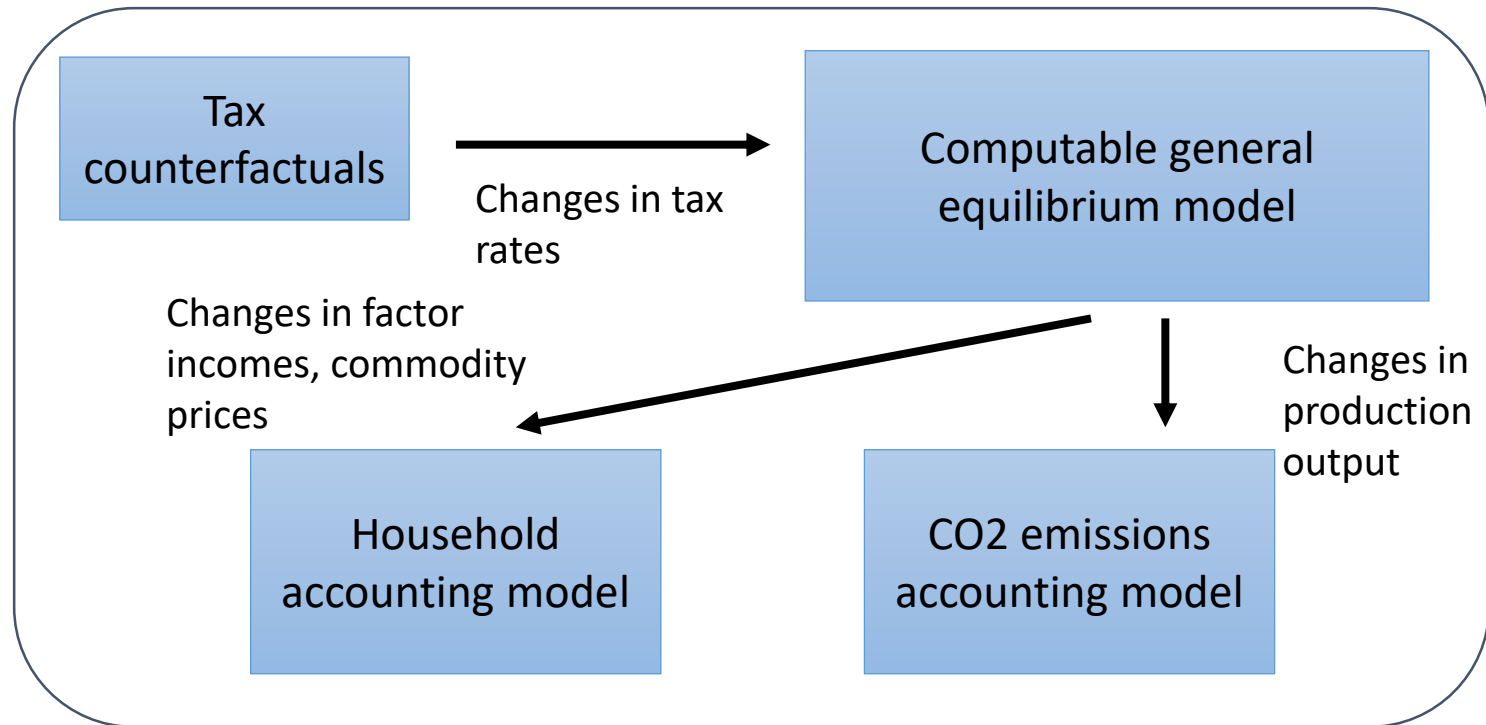 Tax
counterfactuals
Changes in tax
rates
Computable general
equilibrium model
Changes in factor
incomes, commodity
prices
Changes in
production
output
Household
accounting model
CO2 emissions
accounting model